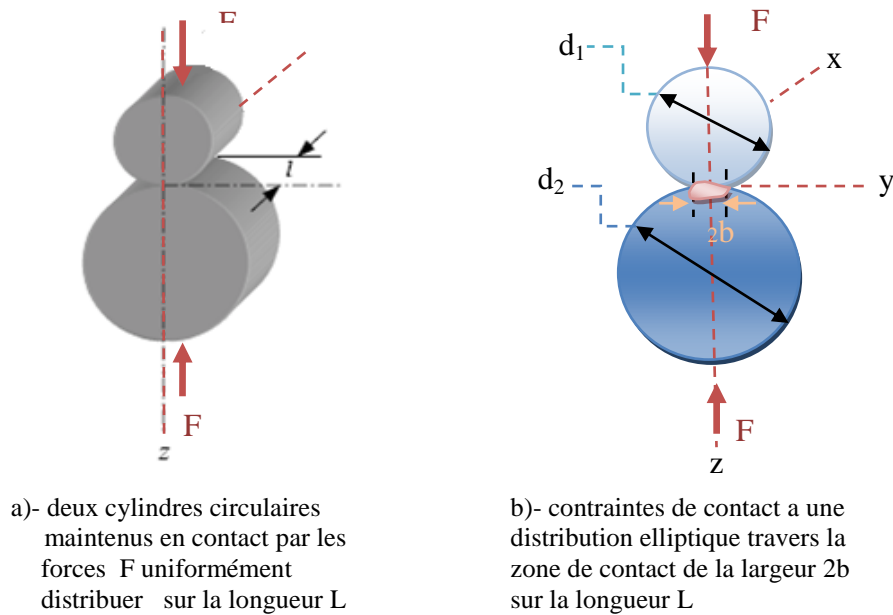 F
l
F
z
d₁
F
x
d₂
y
2b
F
z
a)- deux cylindres circulaires
maintenus en contact par les
forces F uniformément
distribuer sur la longueur L
b)- contraintes de contact a une
distribution elliptique travers la
zone de contact de la largeur 2b
sur la longueur L